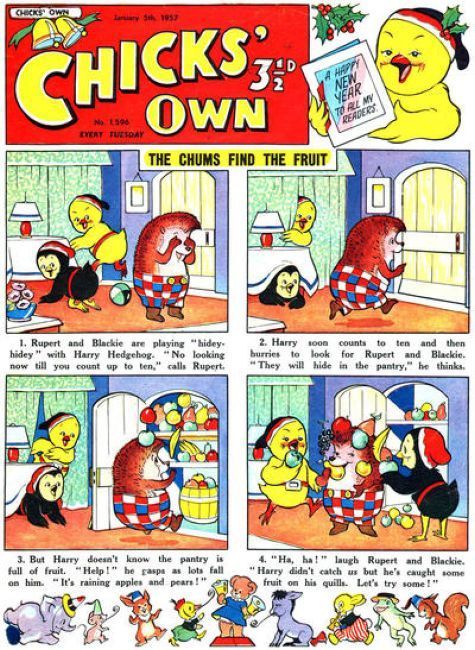 CHICKS' OWN
January 5th, 1957
CHICKS'
OWN
3½D
No. 1,596
EVERY TUESDAY
A HAPPY
NEW
YEAR
TO ALL MY
READERS.
THE CHUMS FIND THE FRUIT
1. Rupert and Blackie are playing "hidey-
hidey" with Harry Hedgehog. "No looking
now till you count up to ten," calls Rupert.
2. Harry soon counts to ten and then
hurries to look for Rupert and Blackie.
"They will hide in the pantry," he thinks.
3. But Harry doesn't know the pantry is
full of fruit. "Help!" he gasps as lots fall
on him. "It's raining apples and pears!"
4. "Ha, ha!" laugh Rupert and Blackie.
"Harry didn't catch us but he's caught some
fruit on his quills. Let's try some!"